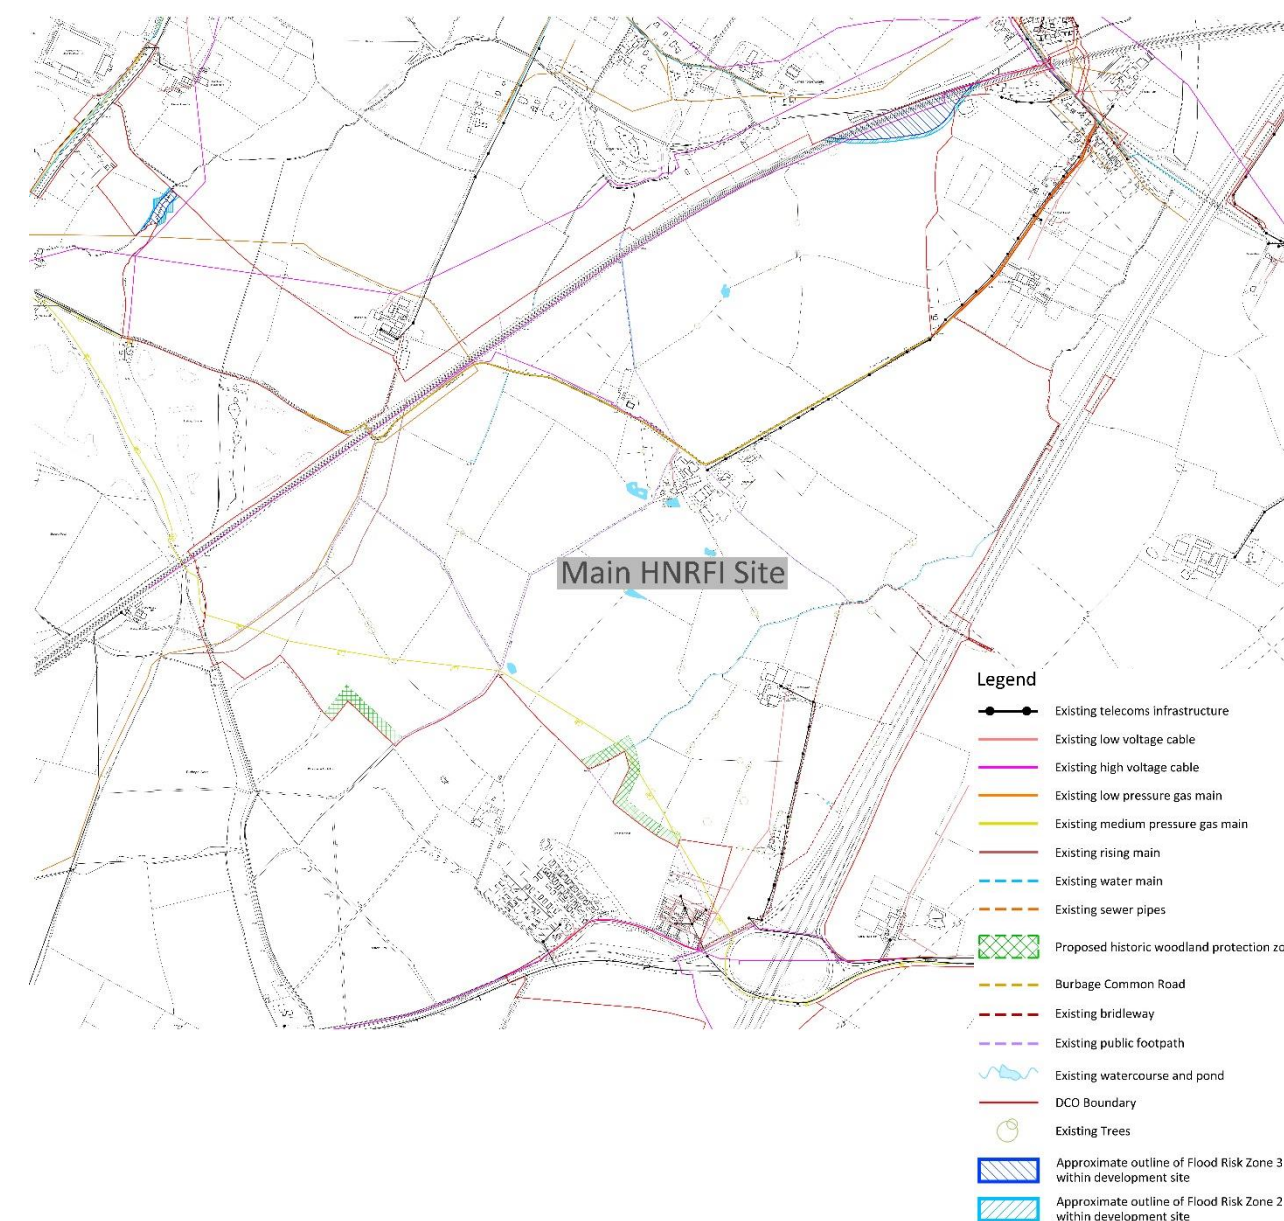 Main HNRFI Site
Legend
Existing telecoms infrastructure
Existing low voltage cable
Existing high voltage cable
Existing low pressure gas main
Existing medium pressure gas main
Existing rising main
Existing water main
Existing sewer pipes
Proposed historic woodland protection zo
Burbage Common Road
Existing bridleway
Existing public footpath
Existing watercourse and pond
DCO Boundary
Existing Trees
Approximate outline of Flood Risk Zone 3
within development site
Approximate outline of Flood Risk Zone 2
within development site